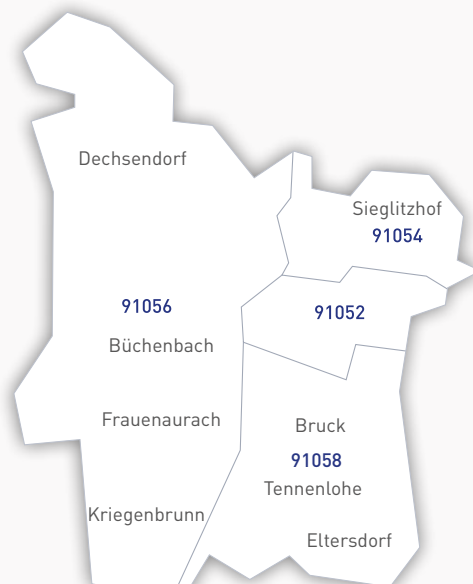 Dechsendorf
Sieglitzhof
91054
91056
91052
Büchenbach
Frauenaurach
Bruck
91058
Tennenlohe
Kriegenbrunn
Eltersdorf